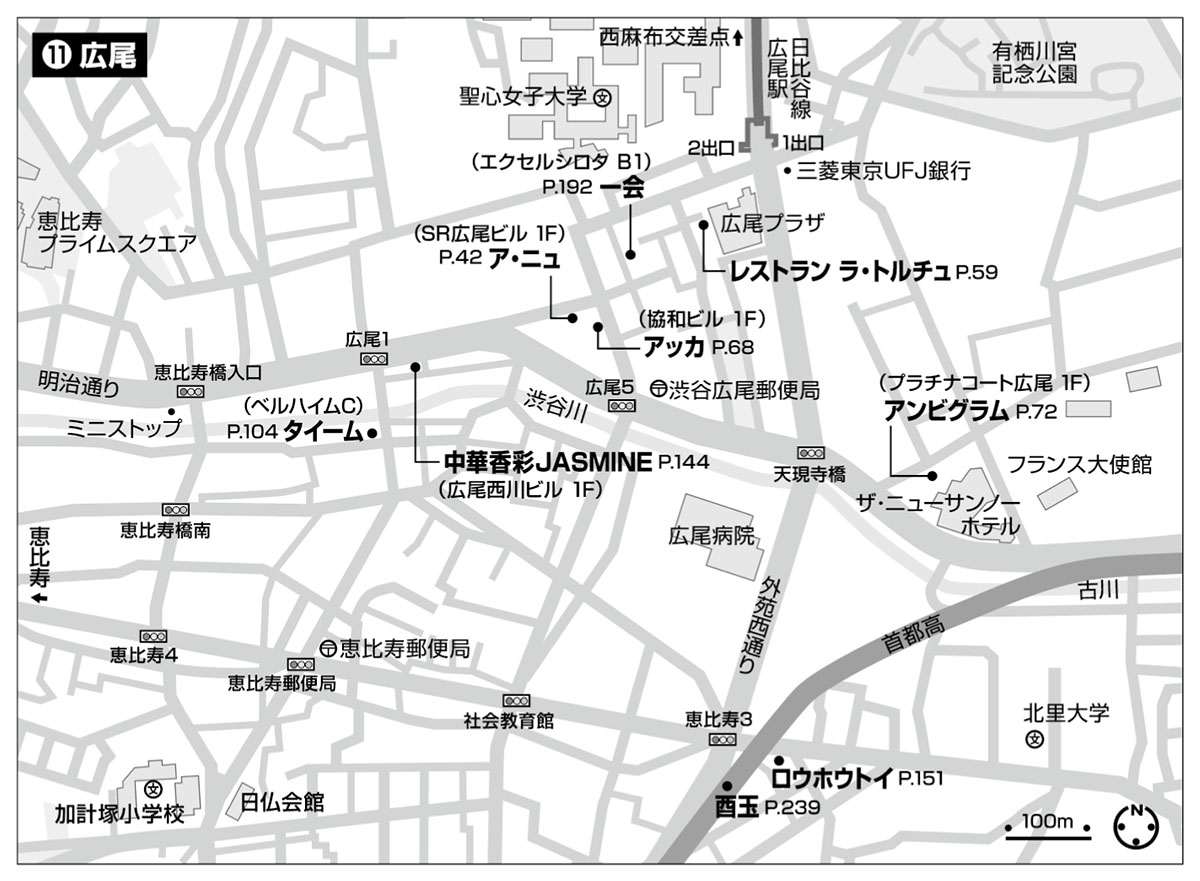 ⑪ 広尾
西麻布交差点↑
日比谷線
広尾駅
有栖川宮
記念公園
聖心女子大学
文
2出口
1出口
三菱東京UFJ銀行
(エクセルシロタ B1)
P.192 一会
恵比寿
プライムスクエア
広尾プラザ
(SR広尾ビル 1F)
P.42 ア・ニュ
レストラン ラ・トルチュ P.59
(協和ビル 1F)
アッカ P.68
広尾1
明治通り
恵比寿橋入口
ミニストップ
(ベルハイムC)
P.104 タイーム
渋谷川
広尾5
〒渋谷広尾郵便局
(プラチナコート広尾 1F)
アンビグラム P.72
中華香彩JASMINE P.144
(広尾西川ビル 1F)
天現寺橋
フランス大使館
ザ・ニューサンノー
ホテル
恵比寿橋南
広尾病院
恵比寿
←
外苑西通り
古川
首都高
恵比寿4
〒恵比寿郵便局
恵比寿郵便局
社会教育館
恵比寿3
北里大学
文
文
加計塚小学校
日仏会館
ロウホウトイ P.151
酉玉 P.239
100m
N